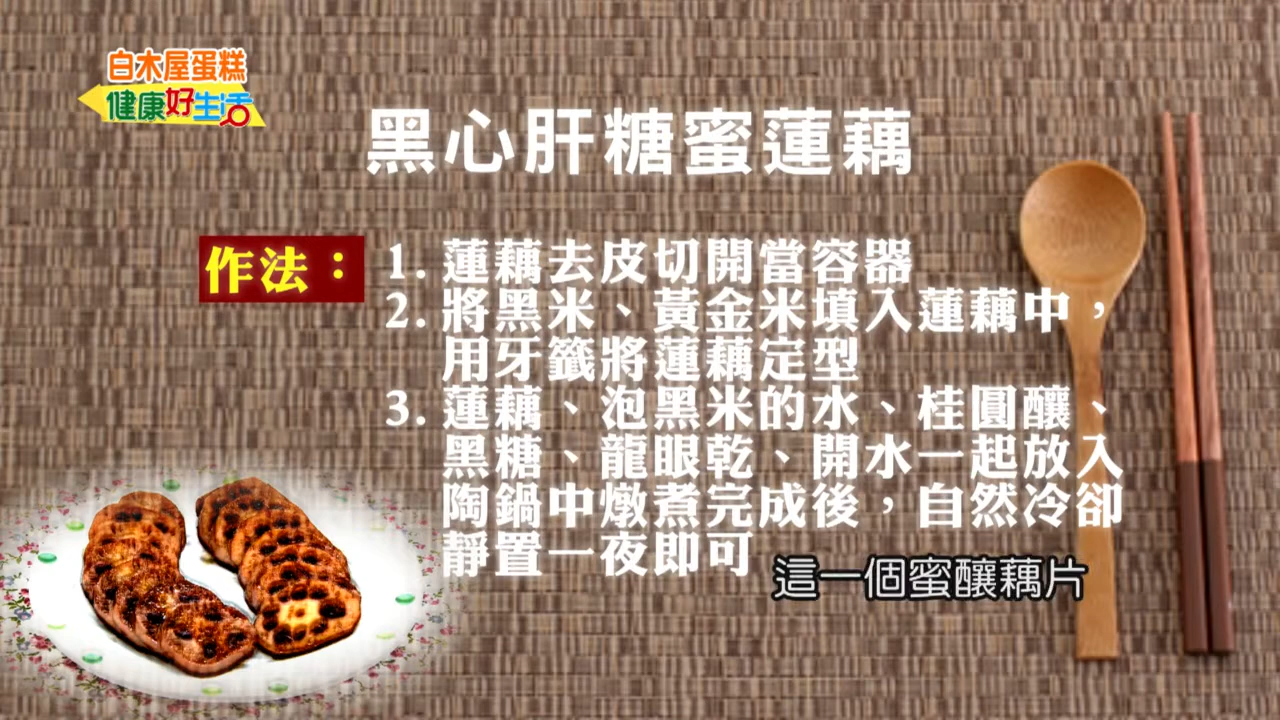 白木屋蛋糕
健康好生活
黑心肝糖蜜蓮藕
作法：
1. 蓮藕去皮切開當容器
2. 將黑米、黃金米填入蓮藕中，
用牙籤將蓮藕定型
3. 蓮藕、泡黑米的水、桂圓釀、
黑糖、龍眼乾、開水一起放入
陶鍋中燉煮完成後，自然冷卻
靜置一夜即可
這一個蜜釀藕片